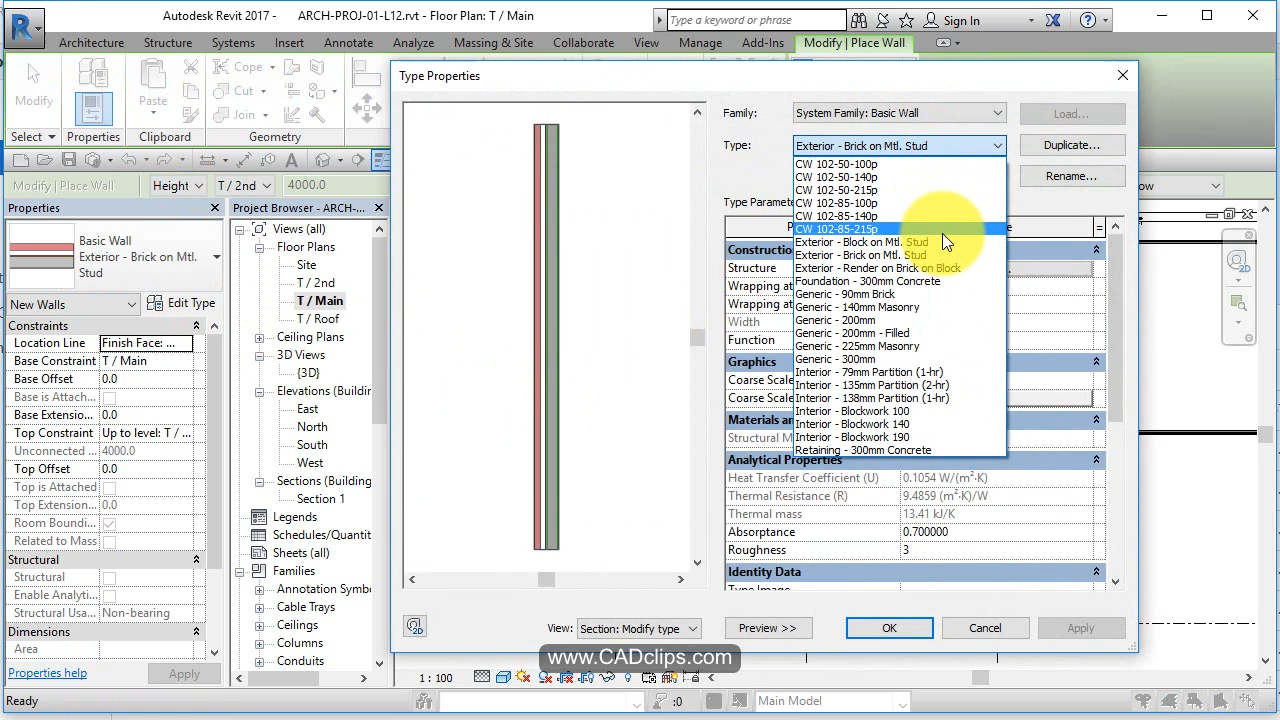 Autodesk Revit 2017 - ARCH-PROJ-01-L12.rvt - Floor Plan: T / Main
Type a keyword or phrase
Sign In
R
Architecture
Structure
Systems
Insert
Annotate
Analyze
Massing & Site
Collaborate
View
Manage
Add-Ins
Modify | Place Wall
Modify
Paste
Cope
Cut
Join
Select
Properties
Clipboard
Geometry
Modify | Place Wall
Height
T / 2nd
4000.0
Properties
Basic Wall
Exterior - Brick on Mtl.
Stud
New Walls
Edit Type
Constraints
Location Line
Finish Face: ...
Base Constraint
T / Main
Base Offset
0.0
Base is Attach...
Base Extensio...
0.0
Top Constraint
Up to level: T / ...
Unconnected ...
4000.0
Top Offset
0.0
Top is Attached
Top Extensio...
0.0
Room Boundi...
Related to Mass
Structural
Structural
Enable Analyti...
Structural Usa...
Non-bearing
Dimensions
Area
Properties help
Apply
Project Browser - ARCH-...
Views (all)
Floor Plans
Site
T / 2nd
T / Main
T / Roof
Ceiling Plans
3D Views
{3D}
Elevations (Buildin
East
North
South
West
Sections (Building
Section 1
Legends
Schedules/Quantit
Sheets (all)
Families
Annotation Symbol
Cable Trays
Ceilings
Columns
Conduits
Type Properties
Family:
System Family: Basic Wall
Load...
Type:
Exterior - Brick on Mtl. Stud
Duplicate...
Rename...
CW 102-50-100p
CW 102-50-140p
CW 102-50-215p
CW 102-85-100p
CW 102-85-140p
CW 102-85-215p
Exterior - Block on Mtl. Stud
Exterior - Brick on Mtl. Stud
Exterior - Render on Brick on Block
Foundation - 300mm Concrete
Generic - 90mm Brick
Generic - 140mm Masonry
Generic - 200mm
Generic - 200mm - Filled
Generic - 225mm Masonry
Generic - 300mm
Interior - 79mm Partition (1-hr)
Interior - 135mm Partition (2-hr)
Interior - 138mm Partition (1-hr)
Interior - Blockwork 100
Interior - Blockwork 140
Interior - Blockwork 190
Retaining - 300mm Concrete
Type Paramete
=
Construction
Structure
Wrapping at
Wrapping at
Width
Function
Graphics
Coarse Scale
Coarse Scale
Materials an
Structural M
Analytical Properties
Heat Transfer Coefficient (U)
0.1054 W/(m²·K)
Thermal Resistance (R)
9.4859 (m²·K)/W
Thermal mass
13.41 kJ/K
Absorptance
0.700000
Roughness
3
Identity Data
Type Image
2D
View:
Section: Modify type
Preview >>
OK
Cancel
Apply
2D
www.CADclips.com
1 : 100
Ready
:0
Main Model